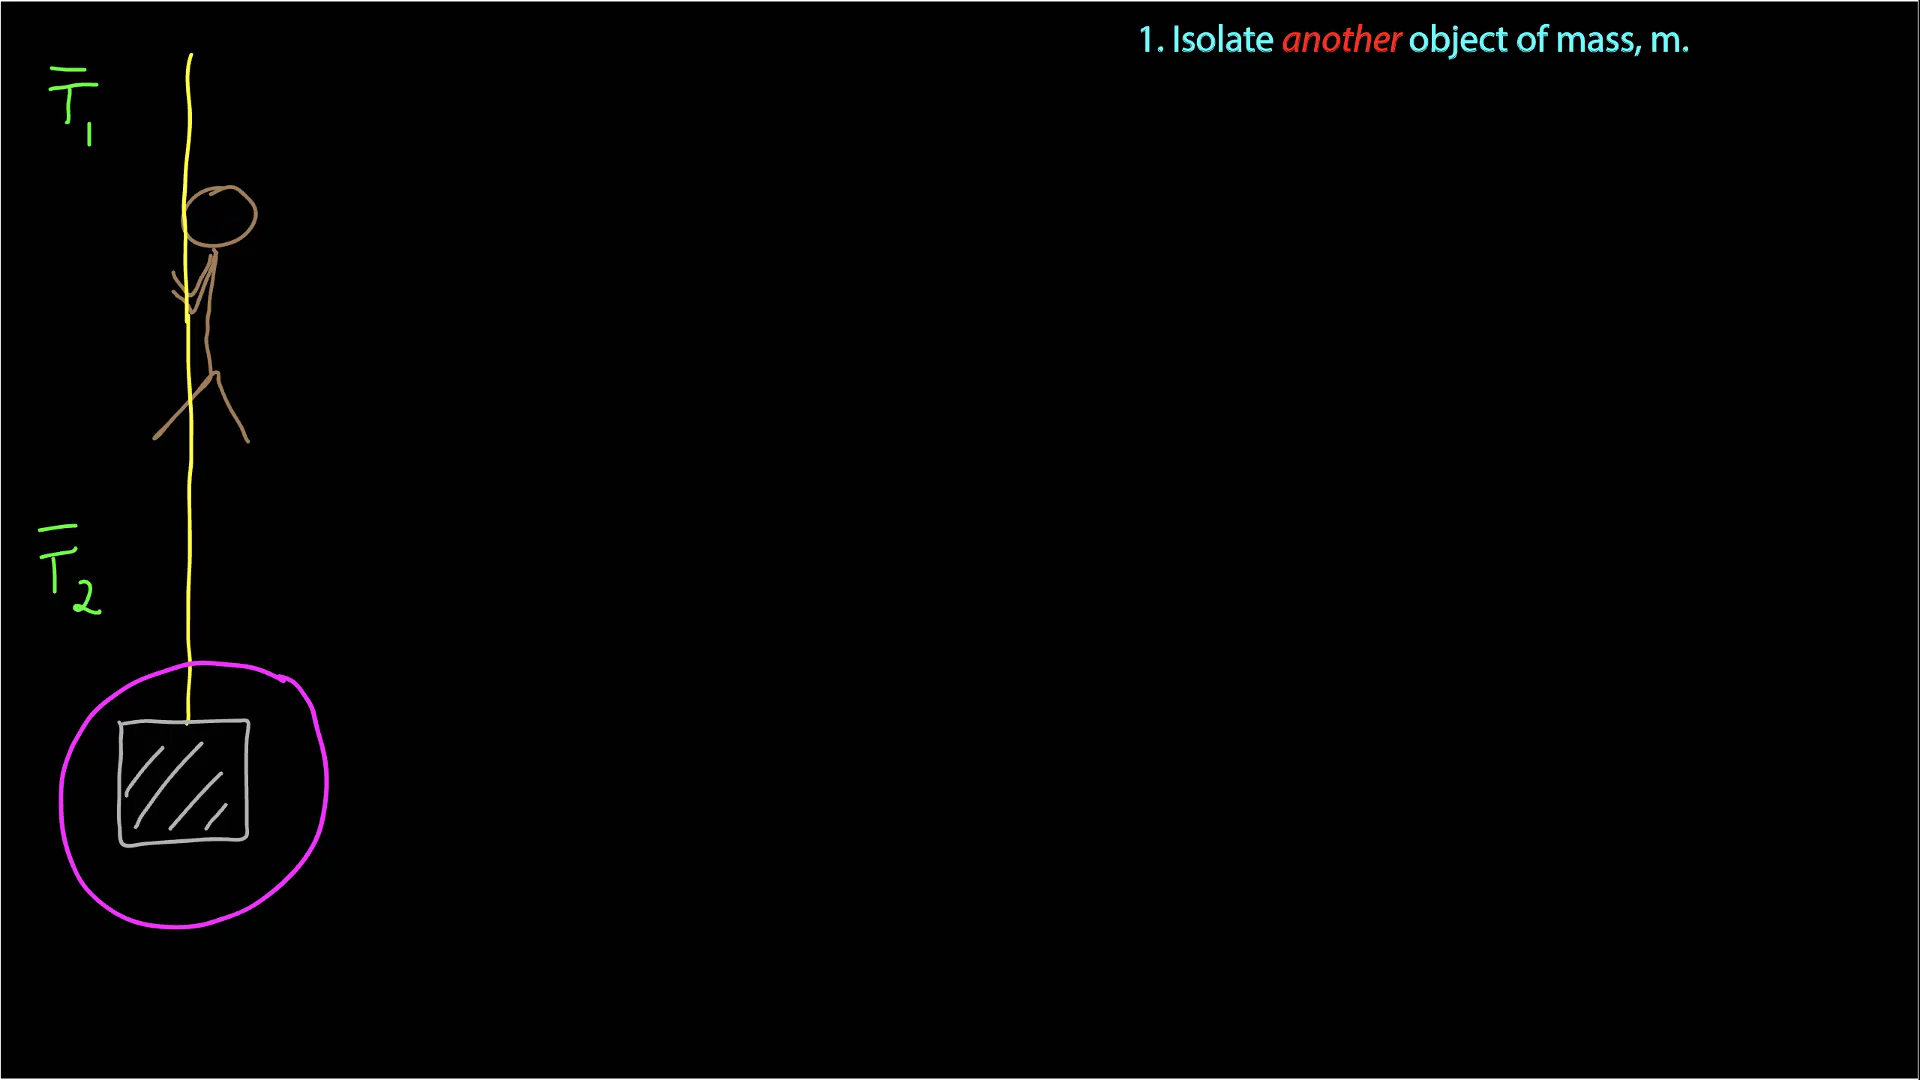 1. Isolate another object of mass, m.
T̅₁
T̅₂